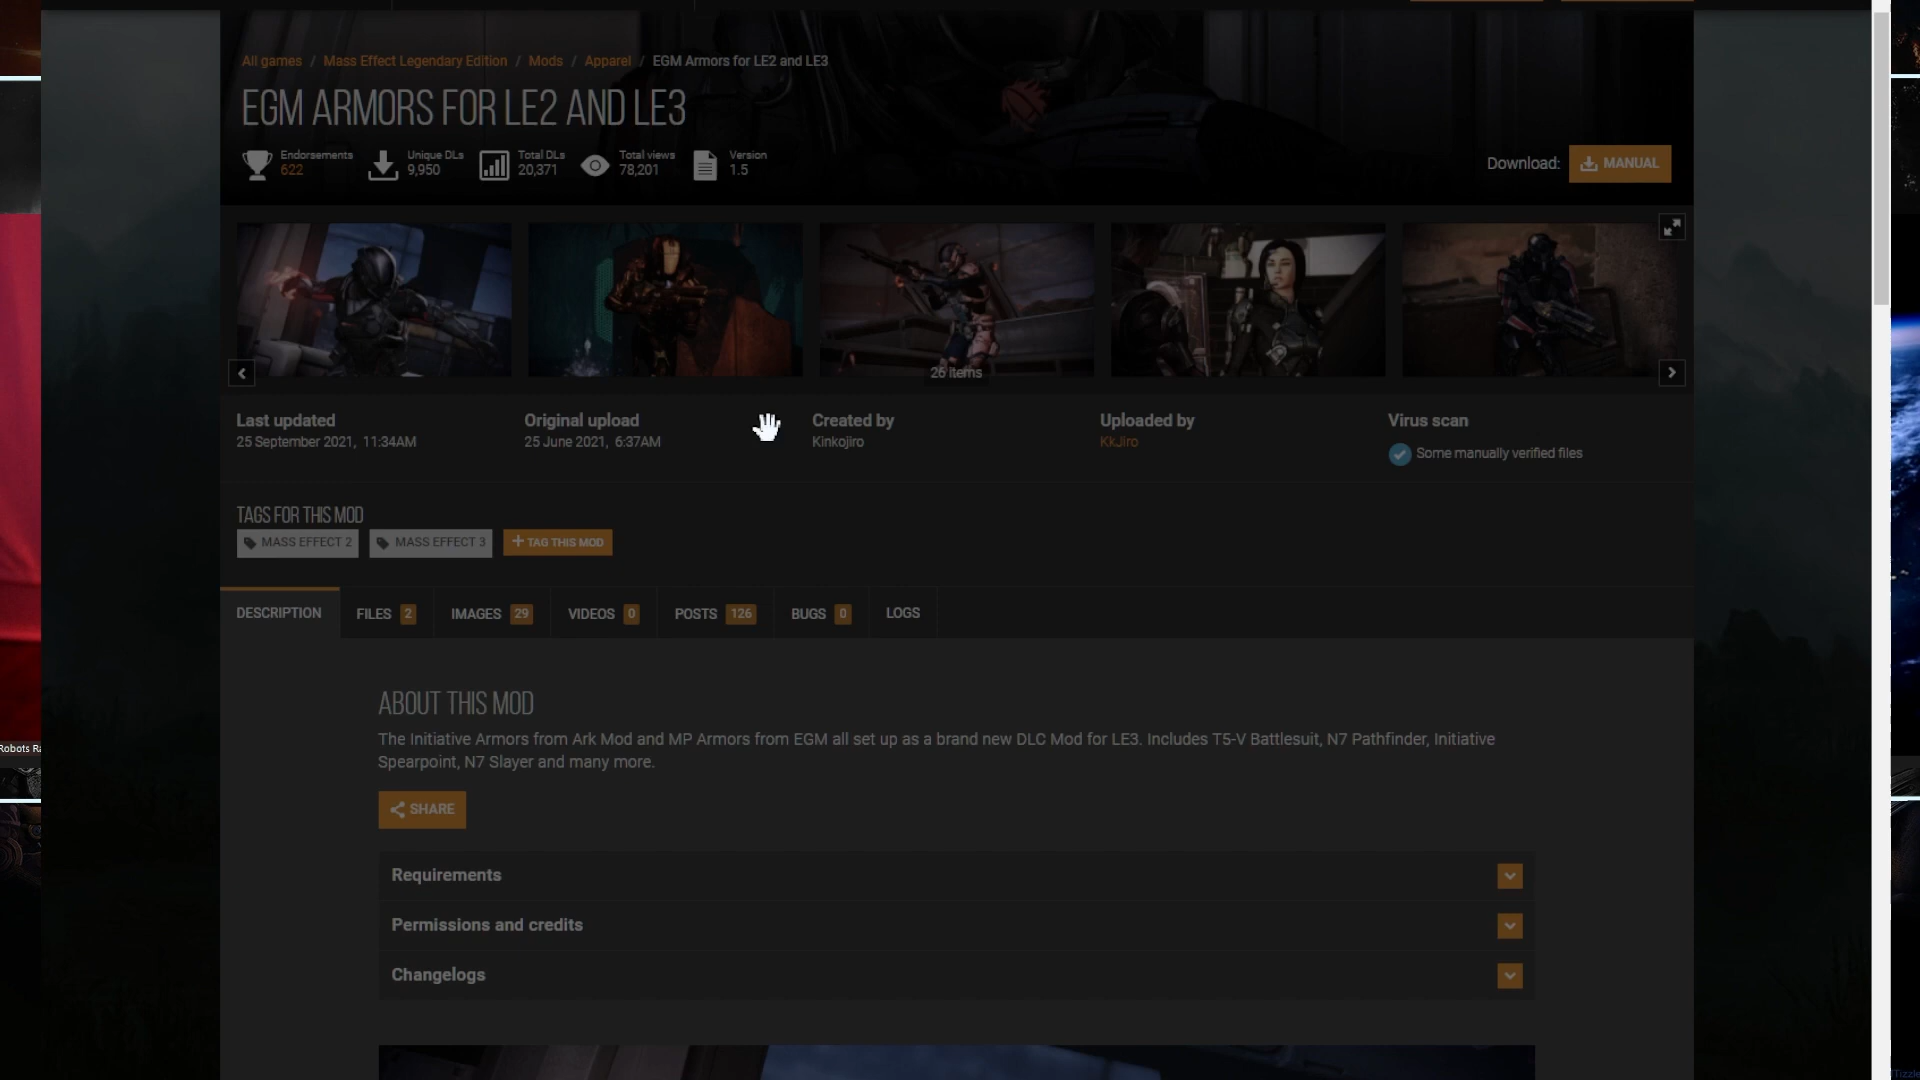 All games / Mass Effect Legendary Edition / Mods / Apparel / EGM Armors for LE2 and LE3
EGM ARMORS FOR LE2 AND LE3
Endorsements 622
Unique DLs 9,950
Total DLs 20,371
Total views 78,201
Version 1.5
Download: MANUAL
26 items
Last updated
25 September 2021, 11:34AM
Original upload
25 June 2021, 6:37AM
Created by
Kinkojiro
Uploaded by
KkJiro
Virus scan
Some manually verified files
TAGS FOR THIS MOD
MASS EFFECT 2 MASS EFFECT 3 + TAG THIS MOD
DESCRIPTION FILES 2 IMAGES 29 VIDEOS 0 POSTS 126 BUGS 0 LOGS
ABOUT THIS MOD
The Initiative Armors from Ark Mod and MP Armors from EGM all set up as a brand new DLC Mod for LE3. Includes T5-V Battlesuit, N7 Pathfinder, Initiative
Spearpoint, N7 Slayer and many more.
SHARE
Robots Ra
Requirements
Permissions and credits
Changelogs